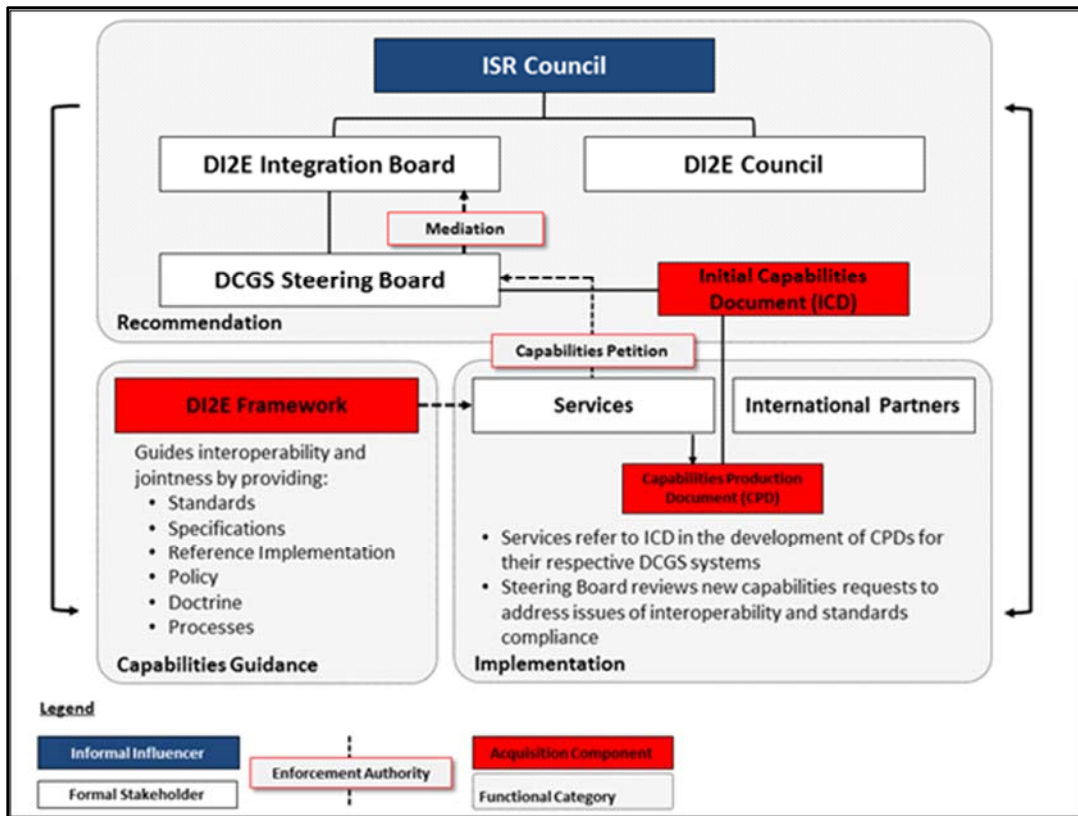 ISR Council
DI2E Integration Board
DI2E Council
Mediation
DCGS Steering Board
Initial Capabilities
Document (ICD)
Recommendation
Capabilities Petition
DI2E Framework
Services
International Partners
Guides interoperability and
jointness by providing:
• Standards
• Specifications
• Reference Implementation
• Policy
• Doctrine
• Processes
Capabilities Guidance
Capabilities Production
Document (CPD)
• Services refer to ICD in the development of CPDs for
their respective DCGS systems
• Steering Board reviews new capabilities requests to
address issues of interoperability and standards
compliance
Implementation
Legend
Informal Influencer
Formal Stakeholder
Enforcement Authority
Acquisition Component
Functional Category